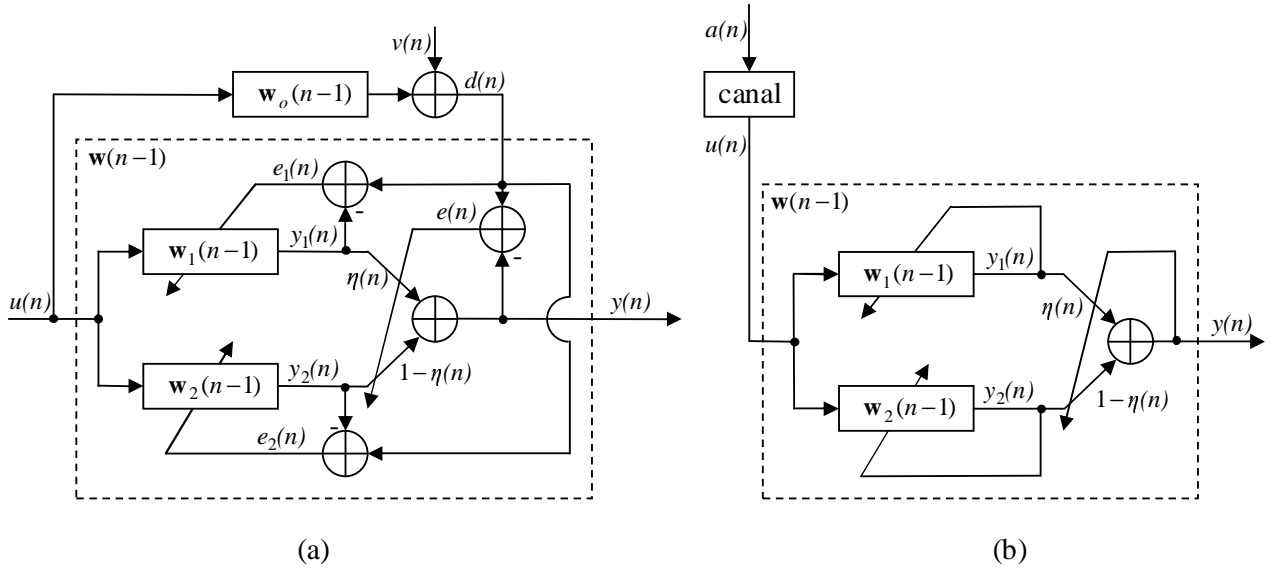 v(n)
w_o(n−1)
d(n)
w(n−1)
e_1(n)
-
e(n)
w_1(n−1)
y_1(n)
-
η(n)
u(n)
y(n)
w_2(n−1)
y_2(n)
1−η(n)
-
e_2(n)
(a)
a(n)
canal
u(n)
w(n−1)
w_1(n−1)
y_1(n)
η(n)
y(n)
w_2(n−1)
y_2(n)
1−η(n)
(b)